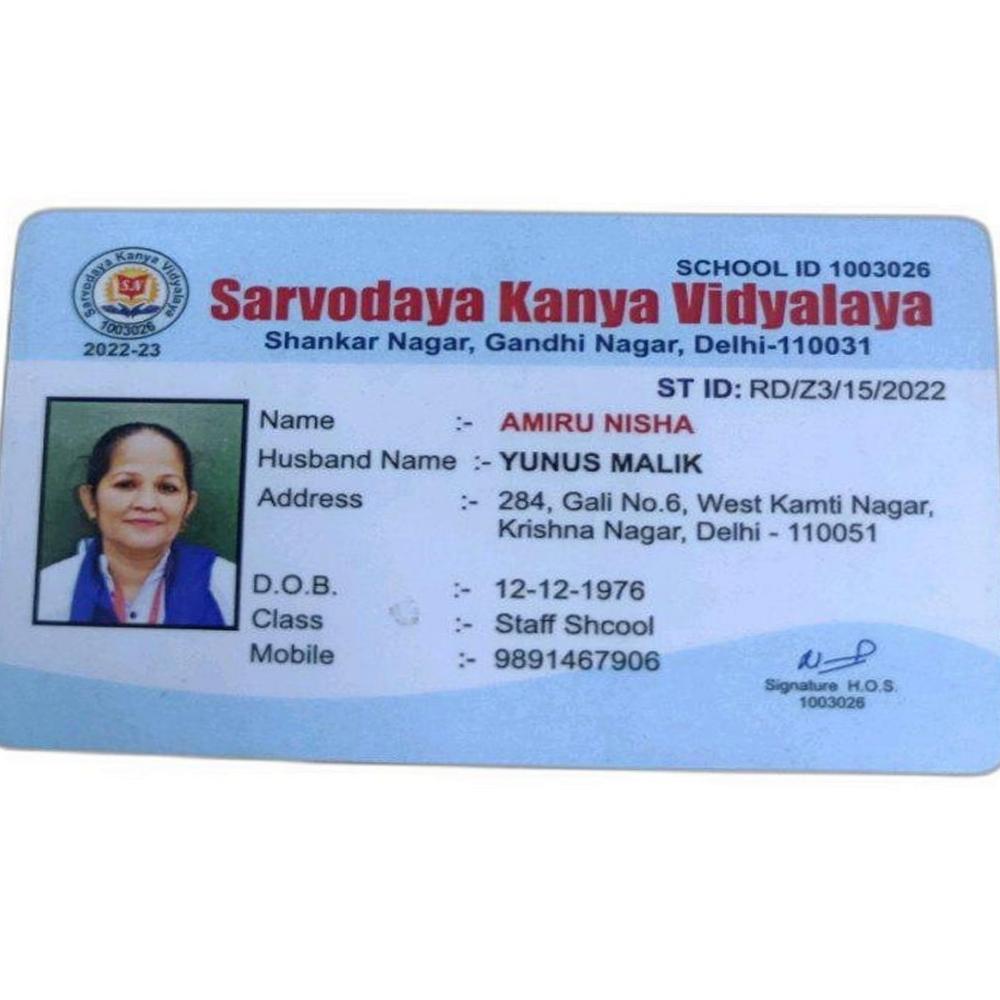 Sarvodaya Kanya Vidyalaya
SN
1003026
2022-23
SCHOOL ID 1003026
Sarvodaya Kanya Vidyalaya
Shankar Nagar, Gandhi Nagar, Delhi-110031
ST ID: RD/Z3/15/2022
Name :- AMIRU NISHA
Husband Name :- YUNUS MALIK
Address :- 284, Gali No.6, West Kamti Nagar,
Krishna Nagar, Delhi - 110051
D.O.B. :- 12-12-1976
Class :- Staff Shcool
Mobile :- 9891467906
Signature H.O.S.
1003026